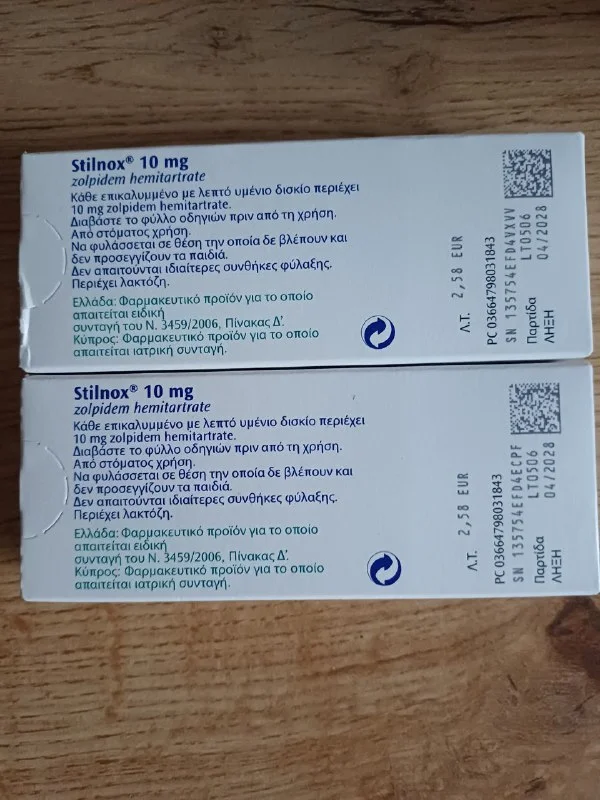 Stilnox® 10 mg
zolpidem hemitartrate
Κάθε επικαλυμμένο με λεπτό υμένιο δισκίο περιέχει
10 mg zolpidem hemitartrate.
Διαβάστε το φύλλο οδηγιών πριν από τη χρήση.
Από στόματος χρήση.
Να φυλάσσεται σε θέση την οποία δε βλέπουν και
δεν προσεγγίζουν τα παιδιά.
Δεν απαιτούνται ιδιαίτερες συνθήκες φύλαξης.
Περιέχει λακτόζη.
Ελλάδα: Φαρμακευτικό προϊόν για το οποίο
απαιτείται ειδική
συνταγή του Ν. 3459/2006, Πίνακας Δ'.
Κύπρος: Φαρμακευτικό προϊόν για το οποίο
απαιτείται ιατρική συνταγή.
Λ.Τ. 2,58 EUR
PC 03664798031843
SN 135754EFD4VXVV
Παρτίδα LT0506
ΛΗΞΗ 04/2028
Stilnox® 10 mg
zolpidem hemitartrate
Κάθε επικαλυμμένο με λεπτό υμένιο δισκίο περιέχει
10 mg zolpidem hemitartrate.
Διαβάστε το φύλλο οδηγιών πριν από τη χρήση.
Από στόματος χρήση.
Να φυλάσσεται σε θέση την οποία δε βλέπουν και
δεν προσεγγίζουν τα παιδιά.
Δεν απαιτούνται ιδιαίτερες συνθήκες φύλαξης.
Περιέχει λακτόζη.
Ελλάδα: Φαρμακευτικό προϊόν για το οποίο
απαιτείται ειδική
συνταγή του Ν. 3459/2006, Πίνακας Δ'.
Κύπρος: Φαρμακευτικό προϊόν για το οποίο
απαιτείται ιατρική συνταγή.
Λ.Τ. 2,58 EUR
PC 03664798031843
SN 135754EFD4ECPF
Παρτίδα LT0506
ΛΗΞΗ 04/2028